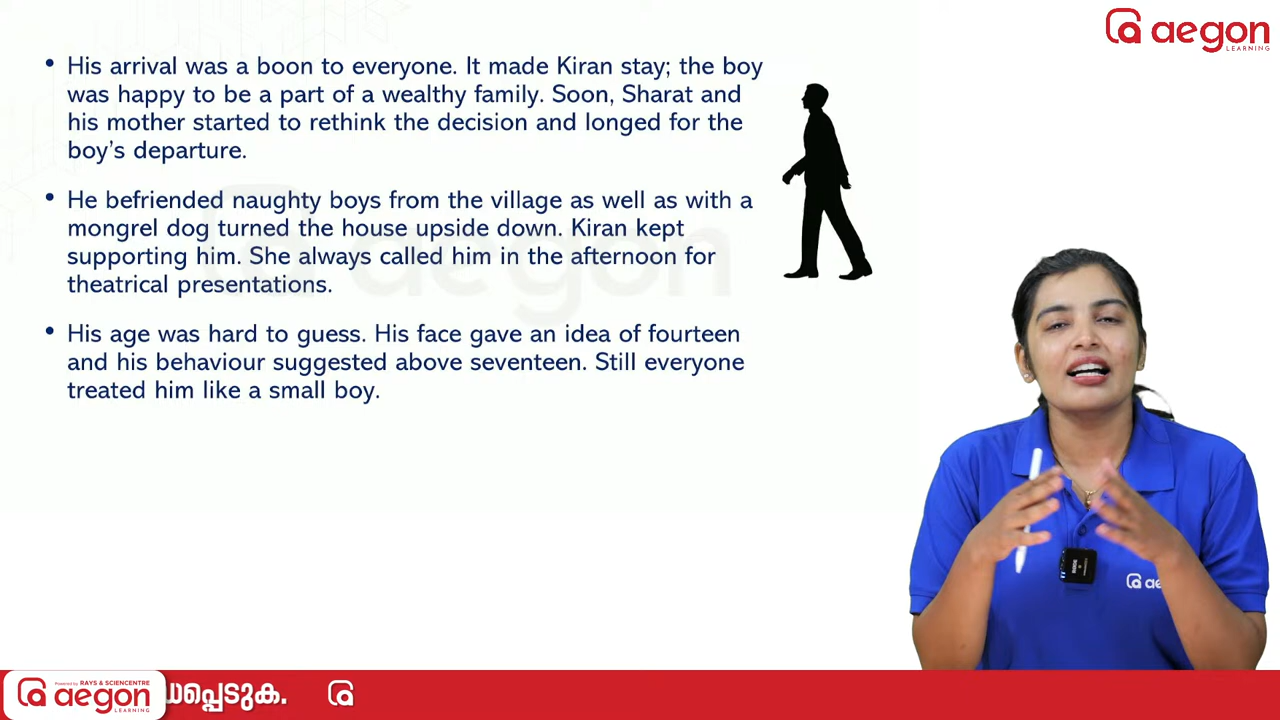 aegon
LEARNING
• His arrival was a boon to everyone. It made Kiran stay; the boy
was happy to be a part of a wealthy family. Soon, Sharat and
his mother started to rethink the decision and longed for the
boy's departure.
• He befriended naughty boys from the village as well as with a
mongrel dog turned the house upside down. Kiran kept
supporting him. She always called him in the afternoon for
theatrical presentations.
• His age was hard to guess. His face gave an idea of fourteen
and his behaviour suggested above seventeen. Still everyone
treated him like a small boy.
Powered by RAYS & SCIENCENTRE
aegon
LEARNING